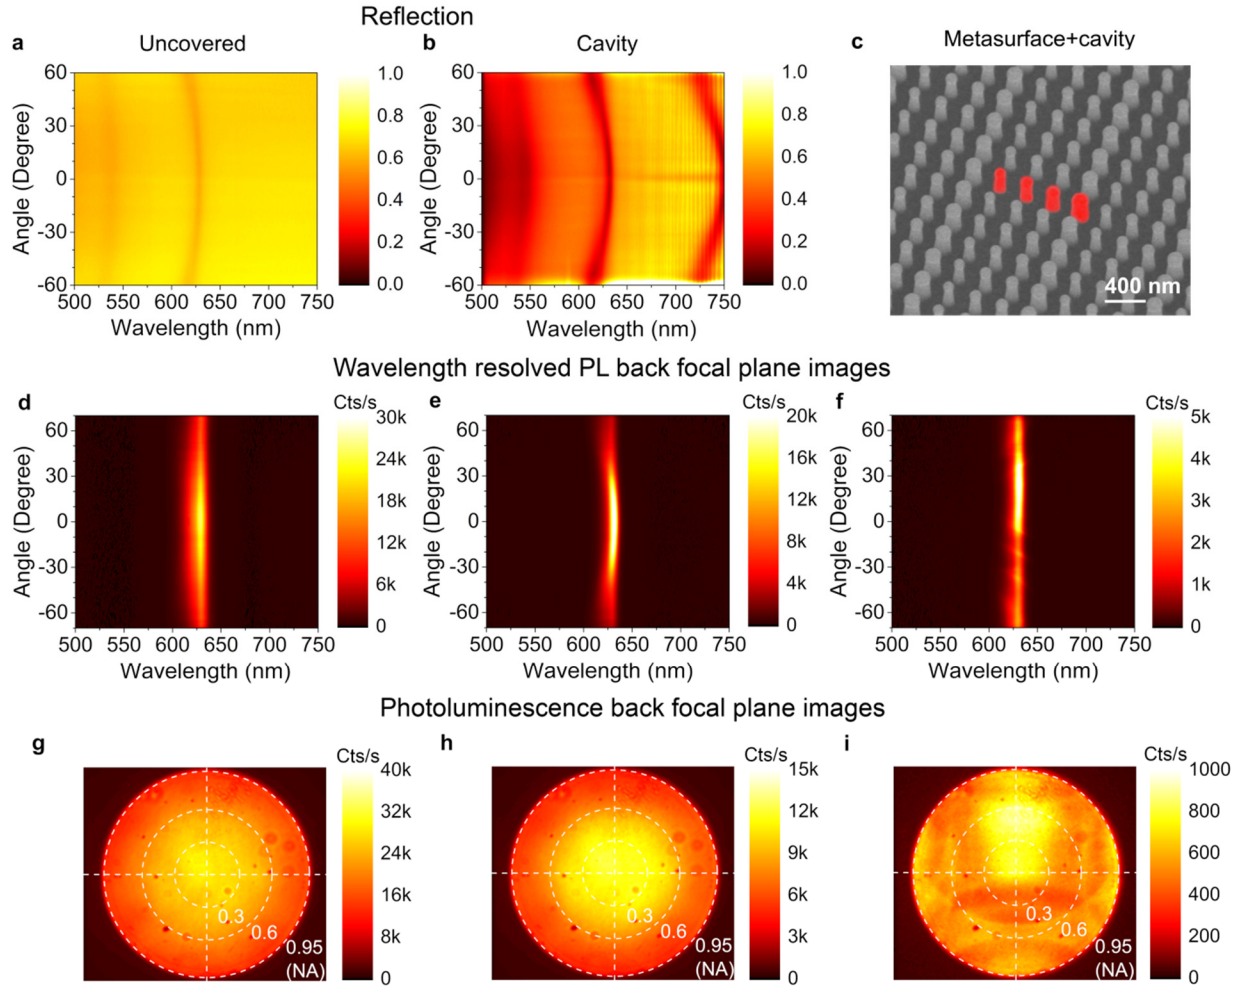 Reflection
a Uncovered
b Cavity
c Metasurface+cavity
Angle (Degree)
60
30
0
-30
-60
500 550 600 650 700 750
Wavelength (nm)
1.0
0.8
0.6
0.4
0.2
0.0
Angle (Degree)
60
30
0
-30
-60
500 550 600 650 700 750
Wavelength (nm)
1.0
0.8
0.6
0.4
0.2
0.0
400 nm
Wavelength resolved PL back focal plane images
d
Angle (Degree)
60
30
0
-30
-60
500 550 600 650 700 750
Wavelength (nm)
Cts/s
30k
24k
18k
12k
6k
0
e
Angle (Degree)
60
30
0
-30
-60
500 550 600 650 700 750
Wavelength (nm)
Cts/s
20k
16k
12k
8k
4k
0
f
Angle (Degree)
60
30
0
-30
-60
500 550 600 650 700 750
Wavelength (nm)
Cts/s
5k
4k
3k
2k
1k
0
Photoluminescence back focal plane images
g
0.3
0.6
0.95
(NA)
Cts/s
40k
32k
24k
16k
8k
0
h
0.3
0.6
0.95
(NA)
Cts/s
15k
12k
9k
6k
3k
0
i
0.3
0.6
0.95
(NA)
Cts/s
1000
800
600
400
200
0